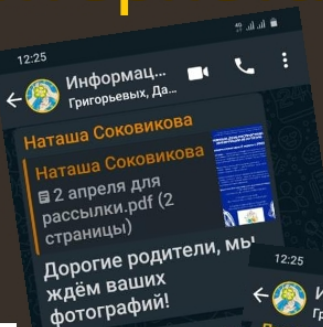 12:25
Информац...
Григорьевых, Да...
Наташа Соковикова
Наташа Соковикова
2 апреля для
рассылки.pdf (2
страницы)
Дорогие родители, мы
ждём ваших
фотографий!
12:25